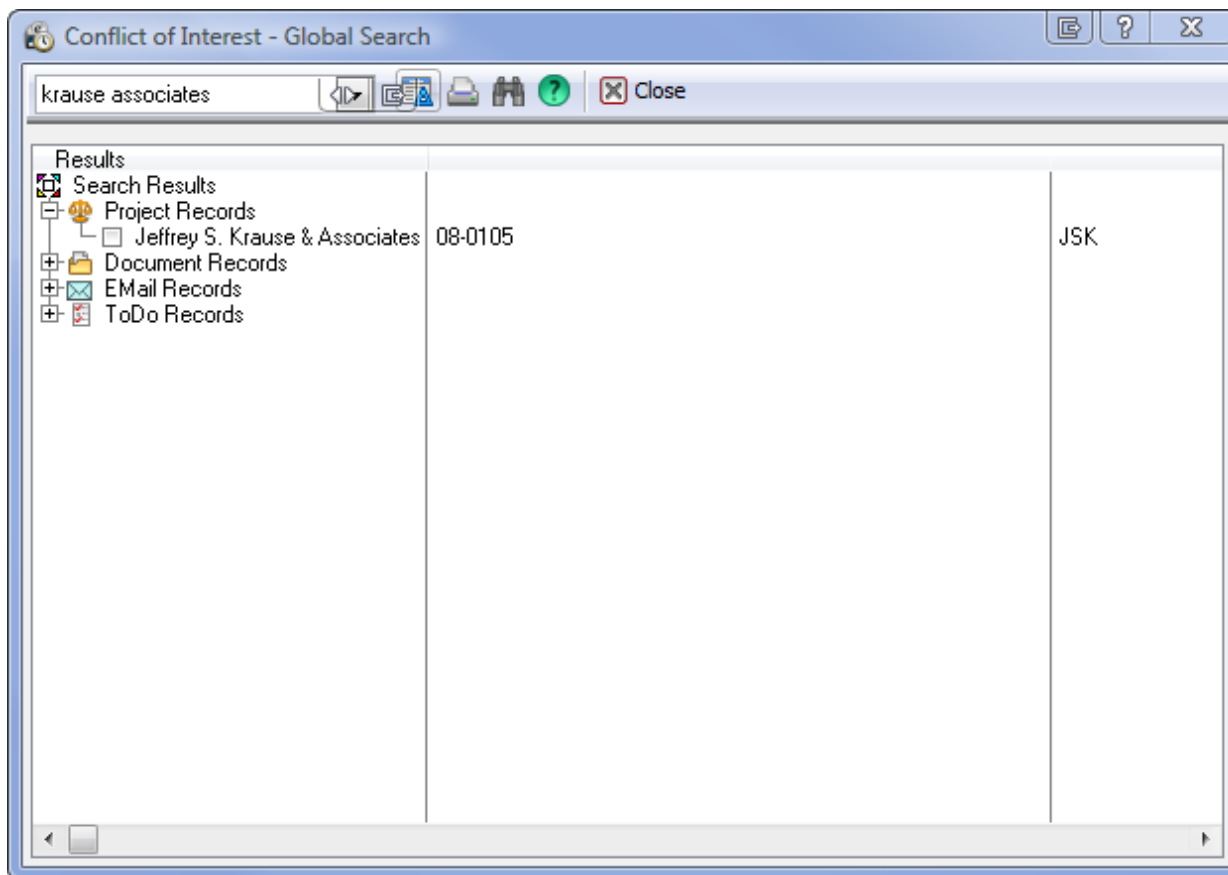 Conflict of Interest - Global Search
krause associates Close
Results
Search Results
Project Records
Jeffrey S. Krause & Associates 08-0105 JSK
Document Records
EMail Records
ToDo Records